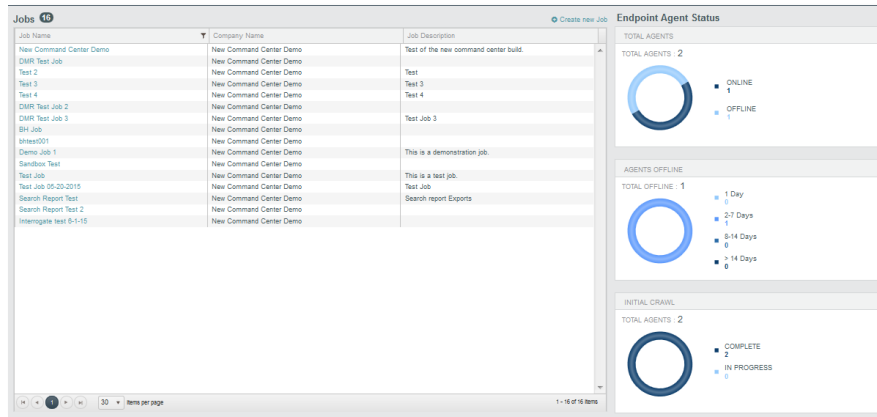 Jobs 16
Create new Job
Job Name Company Name Job Description
New Command Center Demo New Command Center Demo Test of the new command center build.
DMR Test Job New Command Center Demo
Test 2 New Command Center Demo Test
Test 3 New Command Center Demo Test 3
Test 4 New Command Center Demo Test 4
DMR Test Job 2 New Command Center Demo
DMR Test Job 3 New Command Center Demo Test Job 3
BH Job New Command Center Demo
bhtest001 New Command Center Demo
Demo Job 1 New Command Center Demo This is a demonstration job.
Sandbox Test New Command Center Demo
Test Job New Command Center Demo This is a test job.
Test Job 05-20-2015 New Command Center Demo Test Job
Search Report Test New Command Center Demo Search report Exports
Search Report Test 2 New Command Center Demo
Interrogate test 6-1-15 New Command Center Demo
1 30 items per page 1 - 16 of 16 items
Endpoint Agent Status
TOTAL AGENTS
TOTAL AGENTS : 2
ONLINE
1
OFFLINE
1
AGENTS OFFLINE
TOTAL OFFLINE : 1
1 Day
0
2-7 Days
1
8-14 Days
0
> 14 Days
0
INITIAL CRAWL
TOTAL AGENTS : 2
COMPLETE
2
IN PROGRESS
0